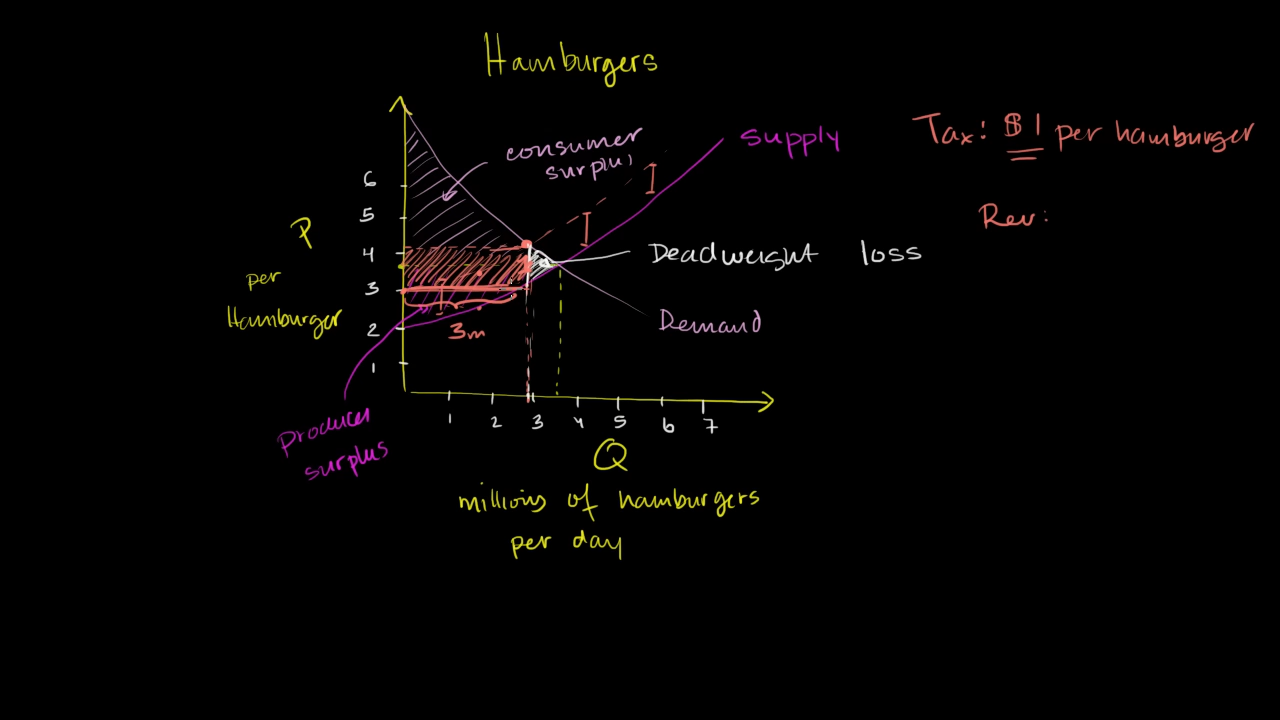 Hamburgers
Tax: $1 per hamburger
Rev:
consumer
surplu
supply
6
5
4
3
2
1
P
per
Hamburger
Deadweight loss
Demand
3m
Producer
surplus
1 2 3 4 5 6 7
Q
millions of hamburgers
per day